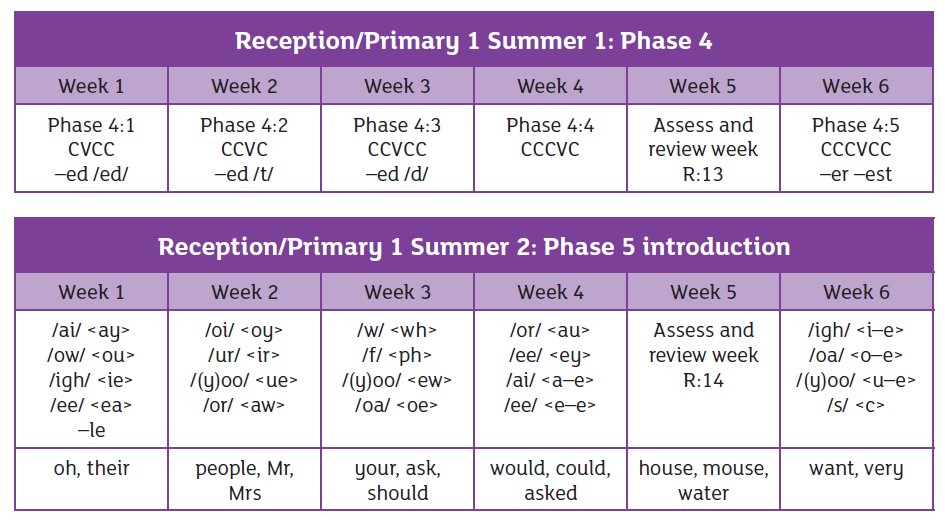 Reception/Primary 1 Summer 1: Phase 4
Week 1 Week 2 Week 3 Week 4 Week 5 Week 6
Phase 4:1 Phase 4:2 Phase 4:3 Phase 4:4 Assess and Phase 4:5
CVCC CCVC CCVCC CCCVC review week CCCVCC
–ed /ed/ –ed /t/ –ed /d/ R:13 –er –est
Reception/Primary 1 Summer 2: Phase 5 introduction
Week 1 Week 2 Week 3 Week 4 Week 5 Week 6
/ai/ <ay> /oi/ <oy> /w/ <wh> /or/ <au> Assess and /igh/ <i–e>
/ow/ <ou> /ur/ <ir> /f/ <ph> /ee/ <ey> review week /oa/ <o–e>
/igh/ <ie> /(y)oo/ <ue> /(y)oo/ <ew> /ai/ <a–e> R:14 /(y)oo/ <u–e>
/ee/ <ea> /or/ <aw> /oa/ <oe> /ee/ <e–e> /s/ <c>
–le
oh, their people, Mr, your, ask, would, could, house, mouse, want, very
Mrs should asked water